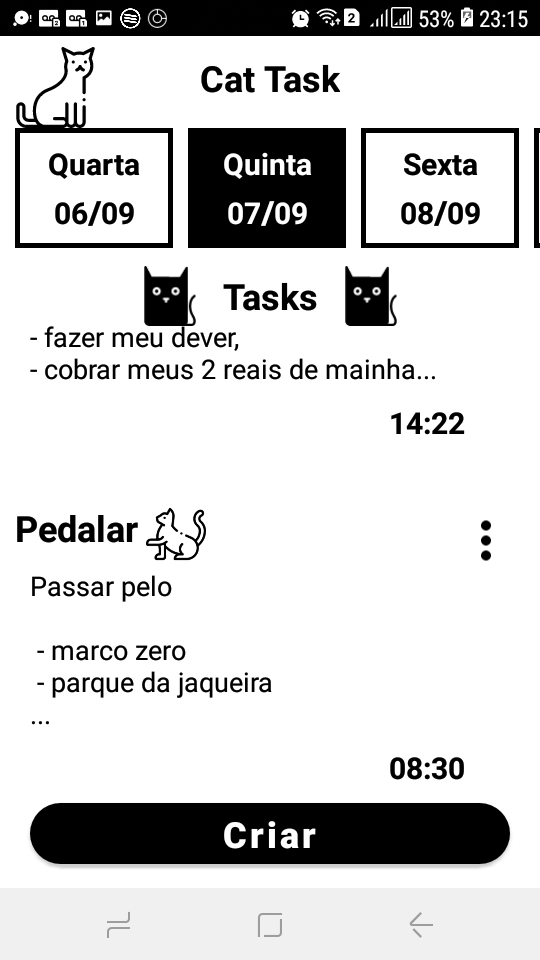 53% 23:15
Cat Task
Quarta Quinta Sexta
06/09 07/09 08/09
Tasks
- fazer meu dever,
- cobrar meus 2 reais de mainha...
14:22
Pedalar
Passar pelo
- marco zero
- parque da jaqueira
...
08:30
Criar